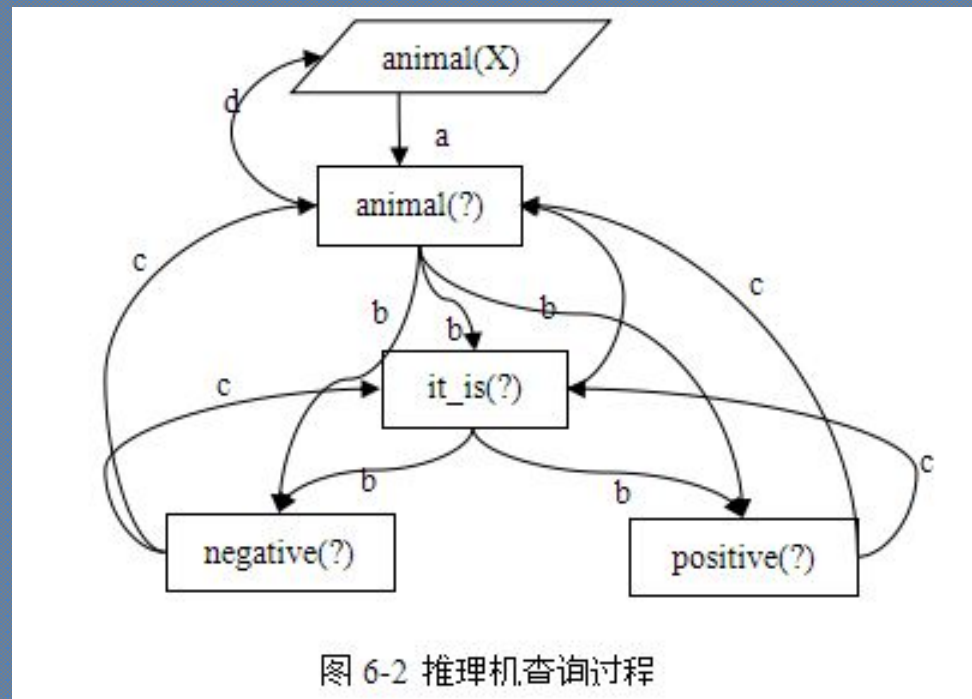 animal(X)
d
a
animal(?)
c
c
b
b
b
c
it_is(?)
b
b
c
negative(?)
positive(?)
图 6-2 推理机查询过程